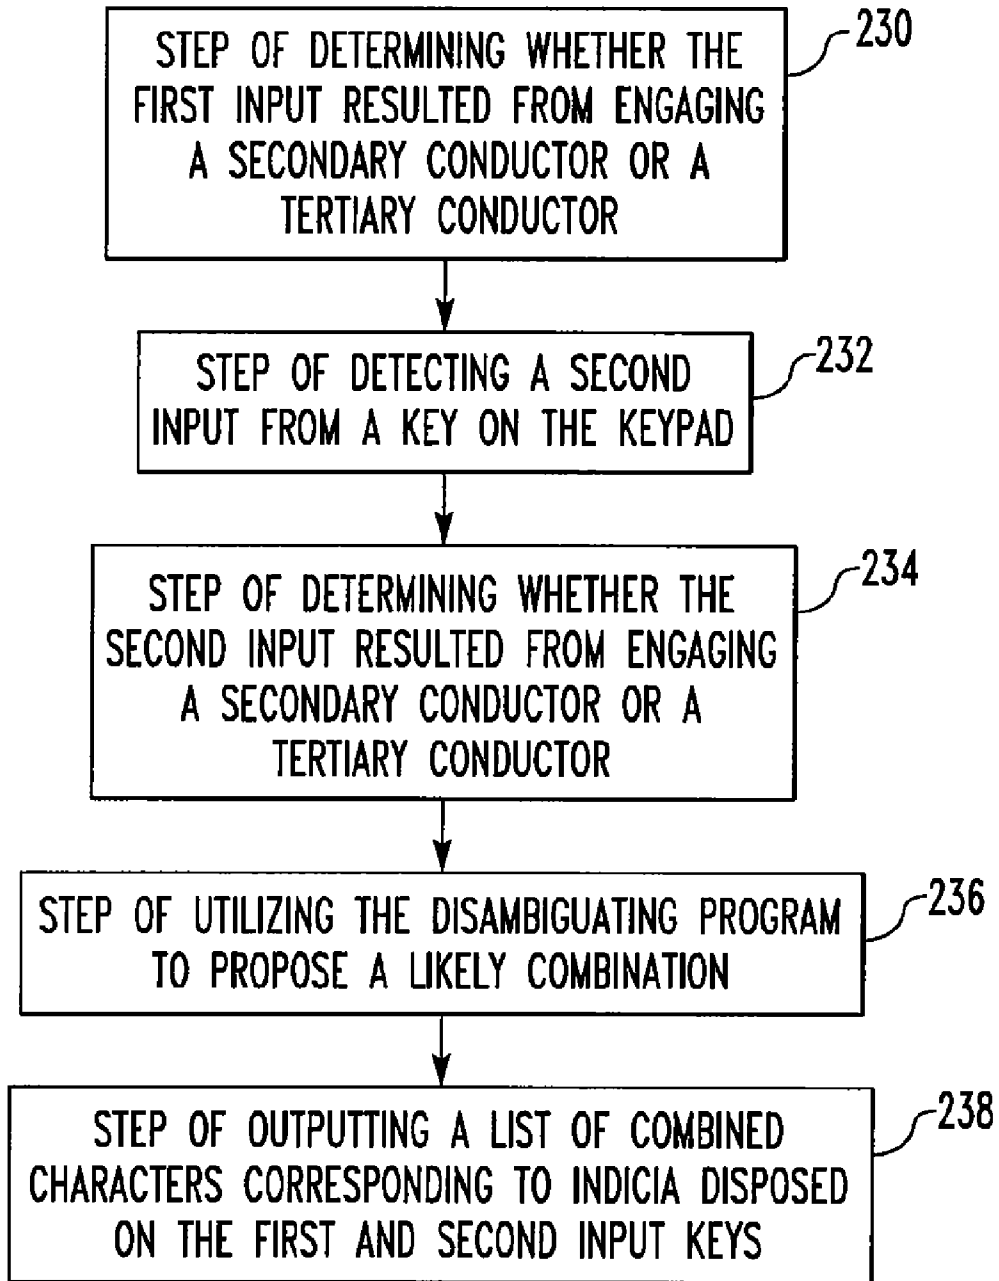 STEP OF DETERMINING WHETHER THE
FIRST INPUT RESULTED FROM ENGAGING
A SECONDARY CONDUCTOR OR A
TERTIARY CONDUCTOR
230
STEP OF DETECTING A SECOND
INPUT FROM A KEY ON THE KEYPAD
232
STEP OF DETERMINING WHETHER THE
SECOND INPUT RESULTED FROM ENGAGING
A SECONDARY CONDUCTOR OR A
TERTIARY CONDUCTOR
234
STEP OF UTILIZING THE DISAMBIGUATING PROGRAM
TO PROPOSE A LIKELY COMBINATION
236
STEP OF OUTPUTTING A LIST OF COMBINED
CHARACTERS CORRESPONDING TO INDICIA DISPOSED
ON THE FIRST AND SECOND INPUT KEYS
238